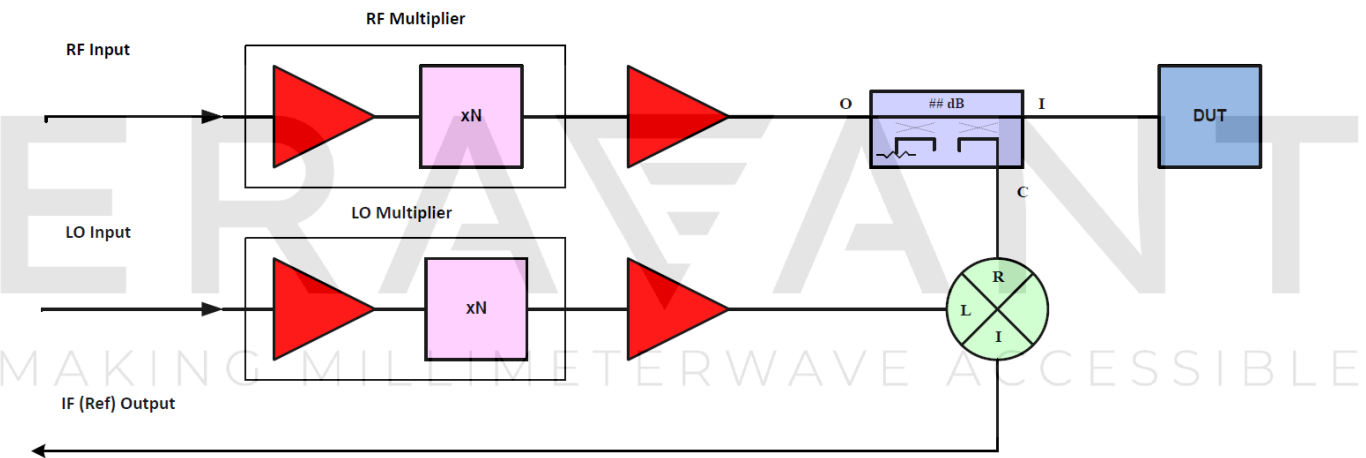 RF Multiplier
RF Input
xN
O
## dB
I
DUT
C
LO Multiplier
LO Input
xN
R
L
I
IF (Ref) Output
ERAVANT
MAKING MILLIMETERWAVE ACCESSIBLE